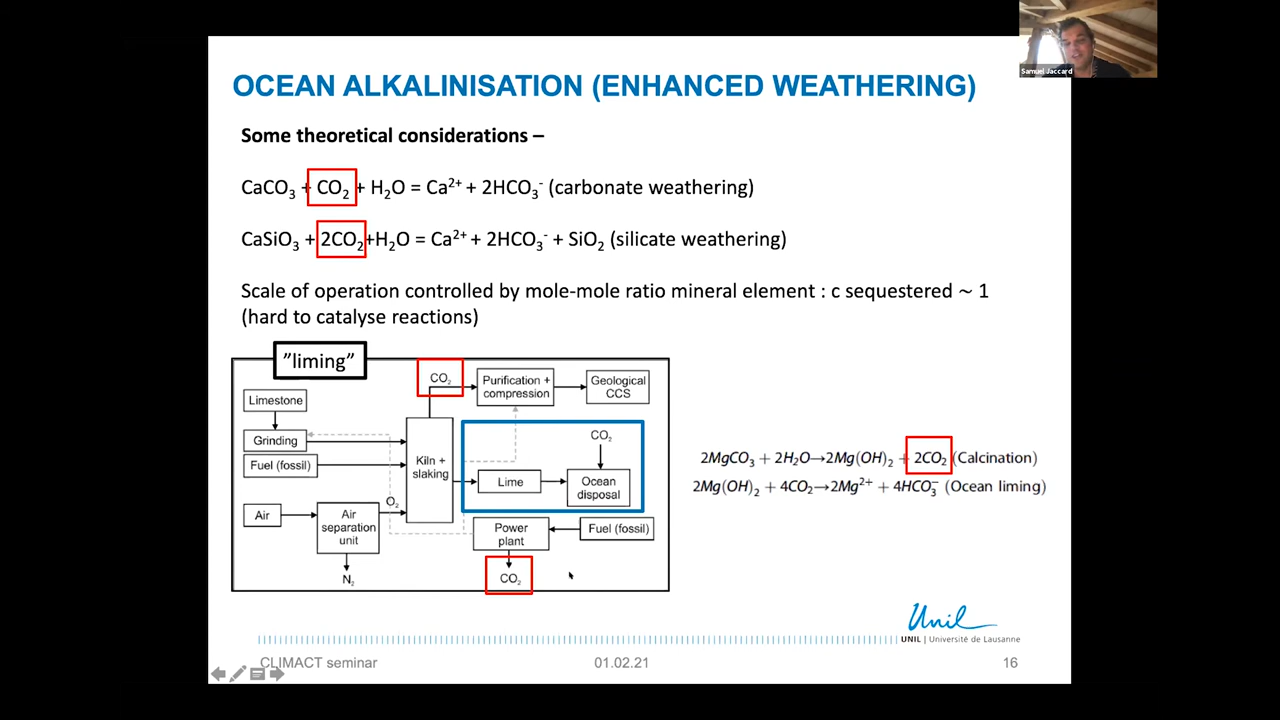 Samuel Jaccard
OCEAN ALKALINISATION (ENHANCED WEATHERING)
Some theoretical considerations –
CaCO₃ + CO₂ + H₂O = Ca²⁺ + 2HCO₃⁻ (carbonate weathering)
CaSiO₃ + 2CO₂+H₂O = Ca²⁺ + 2HCO₃⁻ + SiO₂ (silicate weathering)
Scale of operation controlled by mole-mole ratio mineral element : c sequestered ~ 1
(hard to catalyse reactions)
”liming”
CO₂
Purification +
compression
Geological
CCS
Limestone
Grinding
Fuel (fossil)
Kiln +
slaking
CO₂
Lime
Ocean
disposal
Air
Air
separation
unit
O₂
N₂
Power
plant
Fuel (fossil)
CO₂
2MgCO₃ + 2H₂O→2Mg(OH)₂ + 2CO₂ (Calcination)
2Mg(OH)₂ + 4CO₂→2Mg²⁺ + 4HCO₃⁻ (Ocean liming)
Unil
UNIL | Université de Lausanne
CLIMACT seminar
01.02.21
16